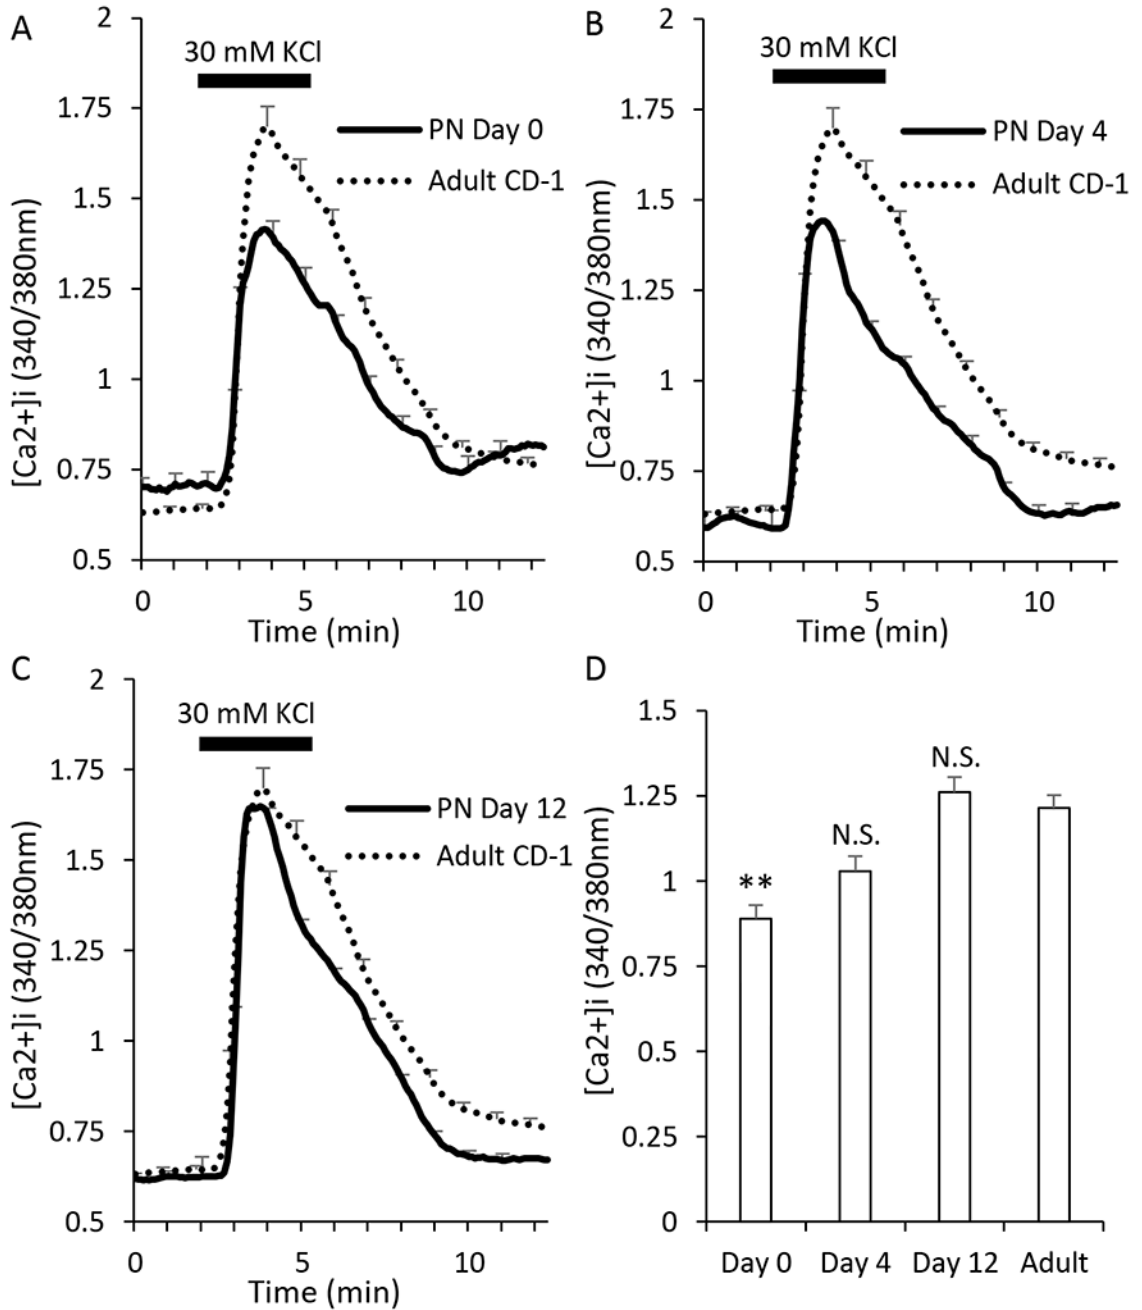 A
2
30 mM KCl
1.75
PN Day 0
Adult CD-1
1.5
1.25
1
0.75
0.5
[Ca2+]i (340/380nm)
0
5
10
Time (min)
B
2
30 mM KCl
1.75
PN Day 4
Adult CD-1
1.5
1.25
1
0.75
0.5
[Ca2+]i (340/380nm)
0
5
10
Time (min)
C
2
30 mM KCl
1.75
PN Day 12
Adult CD-1
1.5
1.25
1
0.75
0.5
[Ca2+]i (340/380nm)
0
5
10
Time (min)
D
1.5
N.S.
1.25
N.S.
**
1
0.75
0.5
0.25
0
[Ca2+]i (340/380nm)
Day 0 Day 4 Day 12 Adult